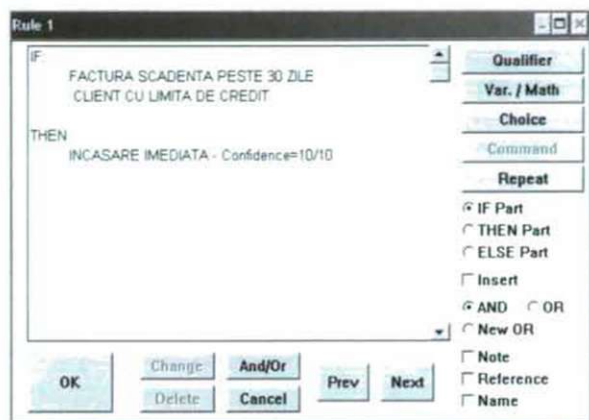 Rule 1
IF
FACTURA SCADENTA PESTE 30 ZILE
CLIENT CU LIMITA DE CREDIT
THEN
INCASARE IMEDIATA - Confidence=10/10
Qualifier
Var. / Math
Choice
Command
Repeat
IF Part
THEN Part
ELSE Part
Insert
AND OR
New OR
Note
Reference
Name
OK
Change
And/Or
Delete
Cancel
Prev
Next